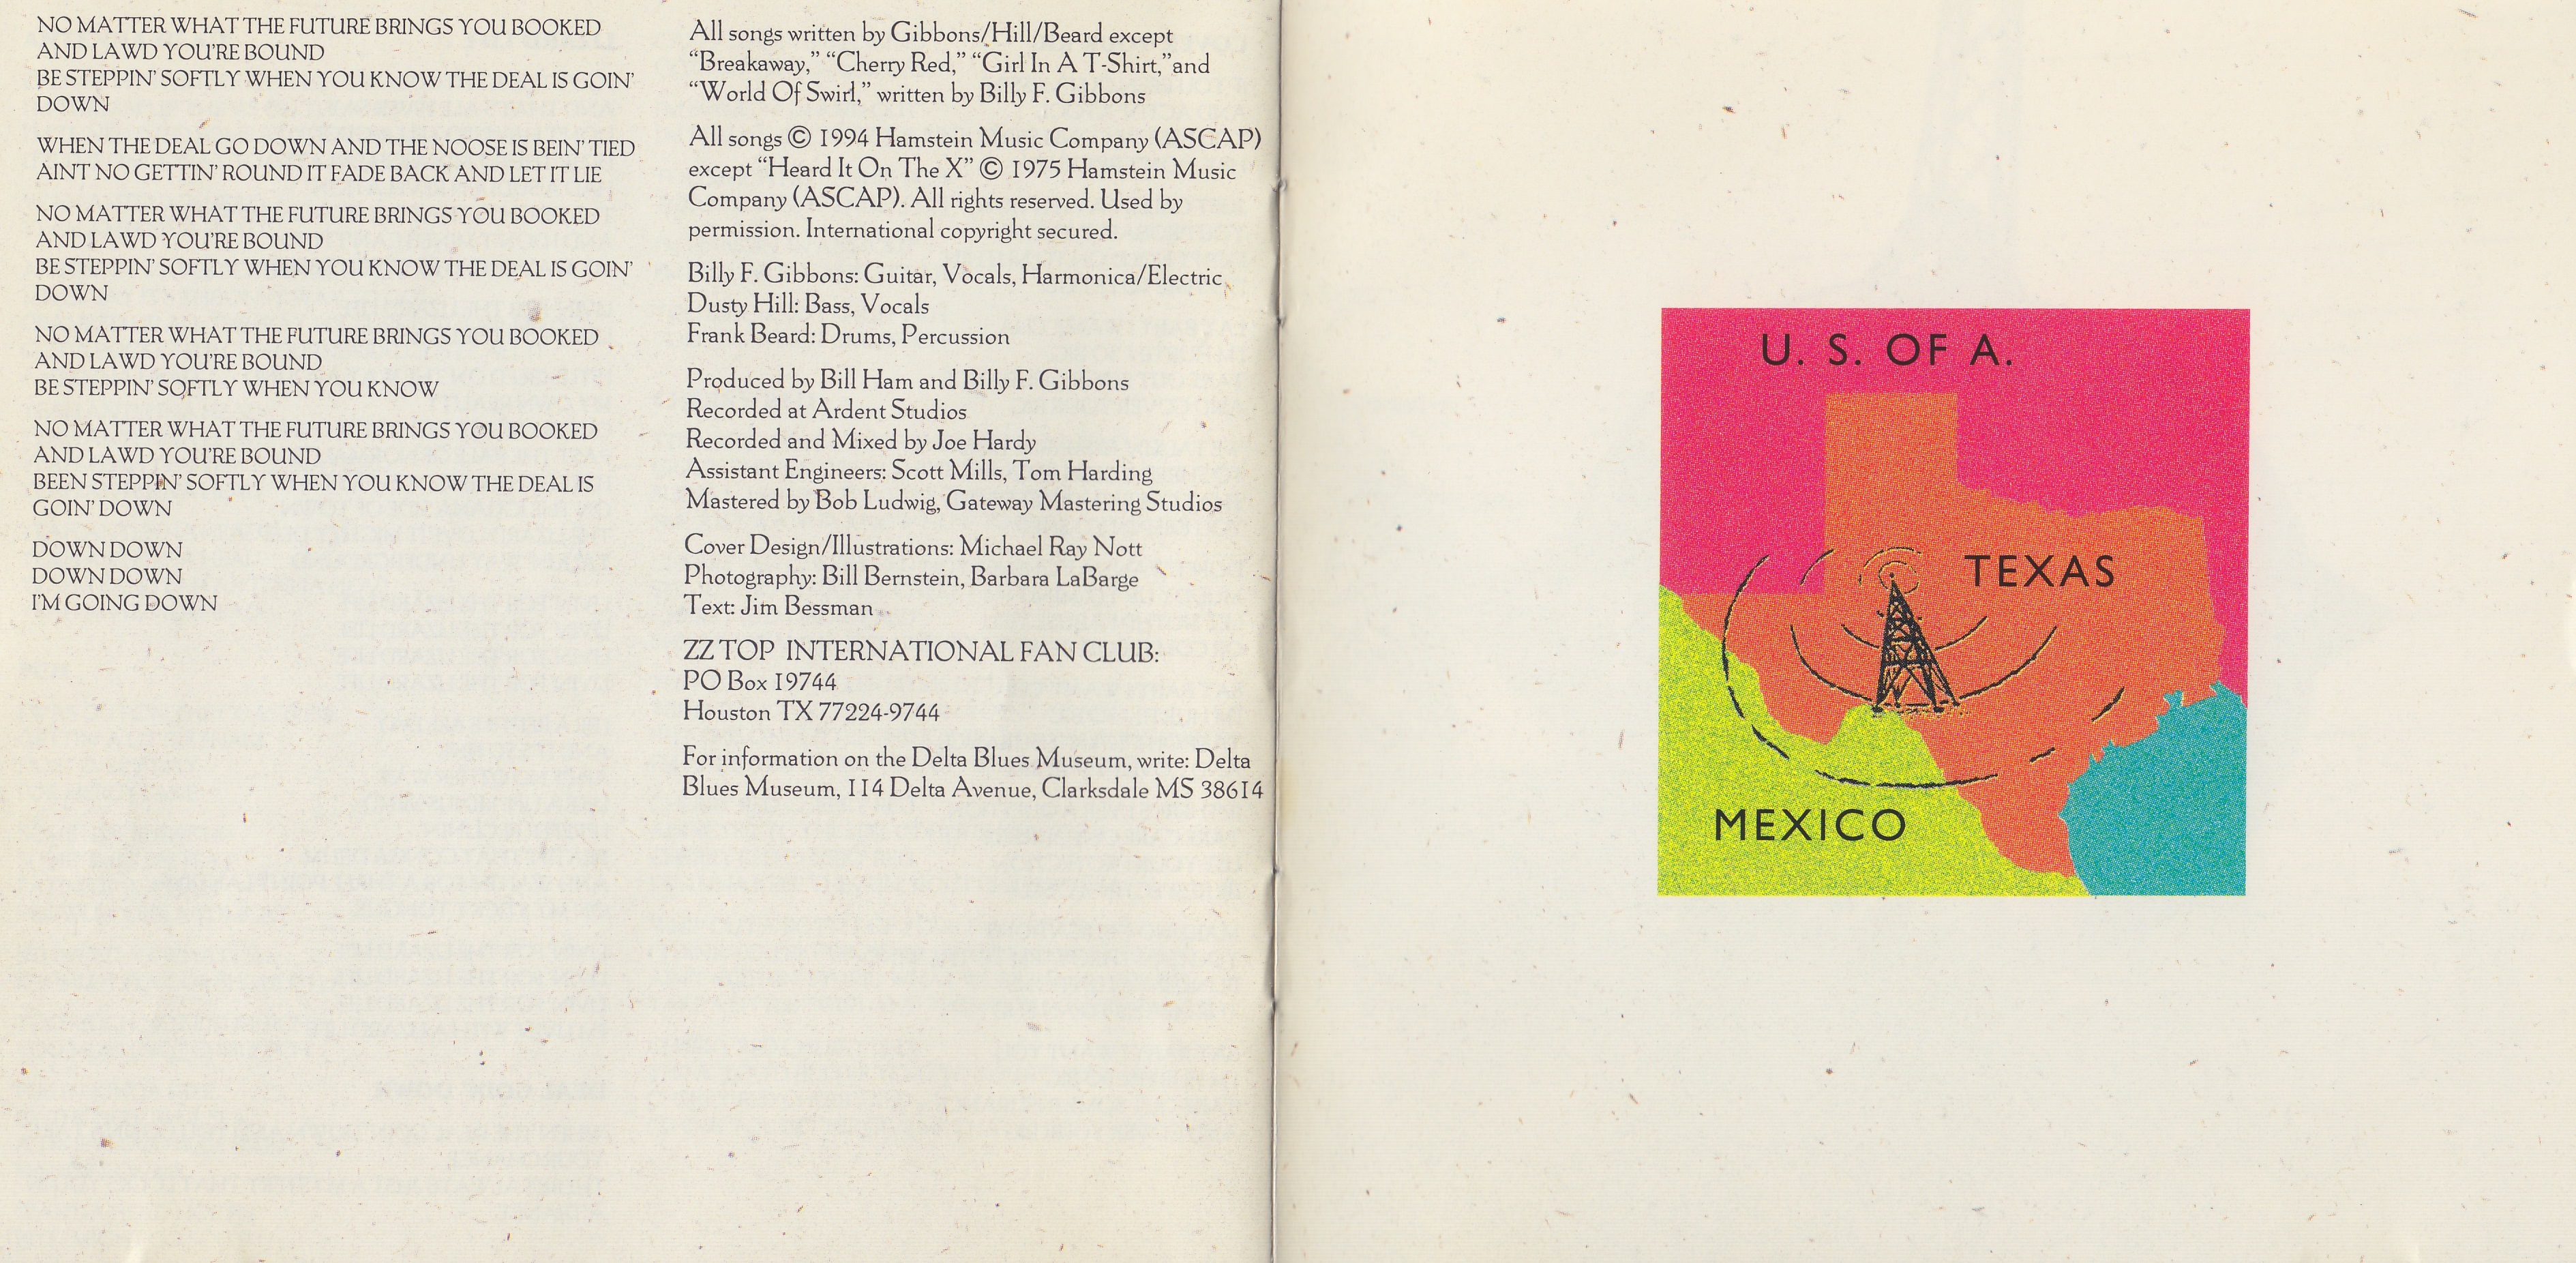 NO MATTER WHAT THE FUTURE BRINGS YOU BOOKED
AND LAWD YOU'RE BOUND
BE STEPPIN' SOFTLY WHEN YOU KNOW THE DEAL IS GOIN'
DOWN
WHEN THE DEAL GO DOWN AND THE NOOSE IS BEIN' TIED
AINT NO GETTIN' ROUND IT FADE BACK AND LET IT LIE
NO MATTER WHAT THE FUTURE BRINGS YOU BOOKED
AND LAWD YOU'RE BOUND
BE STEPPIN' SOFTLY WHEN YOU KNOW THE DEAL IS GOIN'
DOWN
NO MATTER WHAT THE FUTURE BRINGS YOU BOOKED
AND LAWD YOU'RE BOUND
BE STEPPIN' SOFTLY WHEN YOU KNOW
NO MATTER WHAT THE FUTURE BRINGS YOU BOOKED
AND LAWD YOU'RE BOUND
BEEN STEPPIN' SOFTLY WHEN YOU KNOW THE DEAL IS
GOIN' DOWN
DOWN DOWN
DOWN DOWN
I'M GOING DOWN
All songs written by Gibbons/Hill/Beard except
“Breakaway,” “Cherry Red,” “Girl In A T-Shirt,”and
“World Of Swirl,” written by Billy F. Gibbons
All songs © 1994 Hamstein Music Company (ASCAP)
except “Heard It On The X” © 1975 Hamstein Music
Company (ASCAP). All rights reserved. Used by
permission. International copyright secured.
Billy F. Gibbons: Guitar, Vocals, Harmonica/Electric
Dusty Hill: Bass, Vocals
Frank Beard: Drums, Percussion
Produced by Bill Ham and Billy F. Gibbons
Recorded at Ardent Studios
Recorded and Mixed by Joe Hardy
Assistant Engineers: Scott Mills, Tom Harding
Mastered by Bob Ludwig, Gateway Mastering Studios
Cover Design/Illustrations: Michael Ray Nott
Photography: Bill Bernstein, Barbara LaBarge
Text: Jim Bessman
ZZ TOP INTERNATIONAL FAN CLUB:
PO Box 19744
Houston TX 77224-9744
For information on the Delta Blues Museum, write: Delta
Blues Museum, 114 Delta Avenue, Clarksdale MS 38614
U. S. OF A.
TEXAS
MEXICO